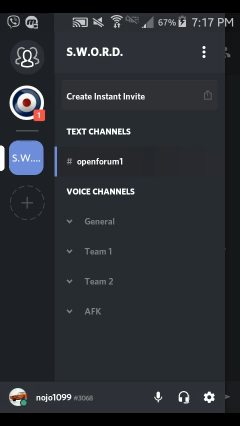 67% 7:17 PM
S.W.O.R.D.
Create Instant Invite
1
TEXT CHANNELS
S.W....
# openforum1
VOICE CHANNELS
General
Team 1
Team 2
AFK
nojo1099 #3068